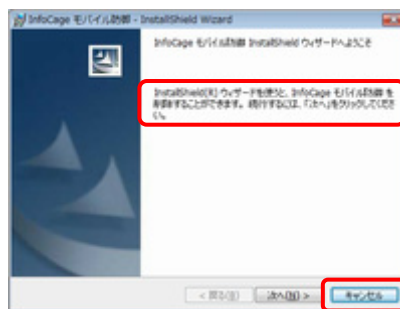 InfoCage モバイル防御 - InstallShield Wizard
InfoCage モバイル防御 InstallShield ウィザードへようこそ
InstallShield(R) ウィザードを使うと、InfoCage モバイル防御 を
削除することができます。続行するには、「次へ」をクリックしてくださ
い。
< 戻る(B) 次へ(N) > キャンセル